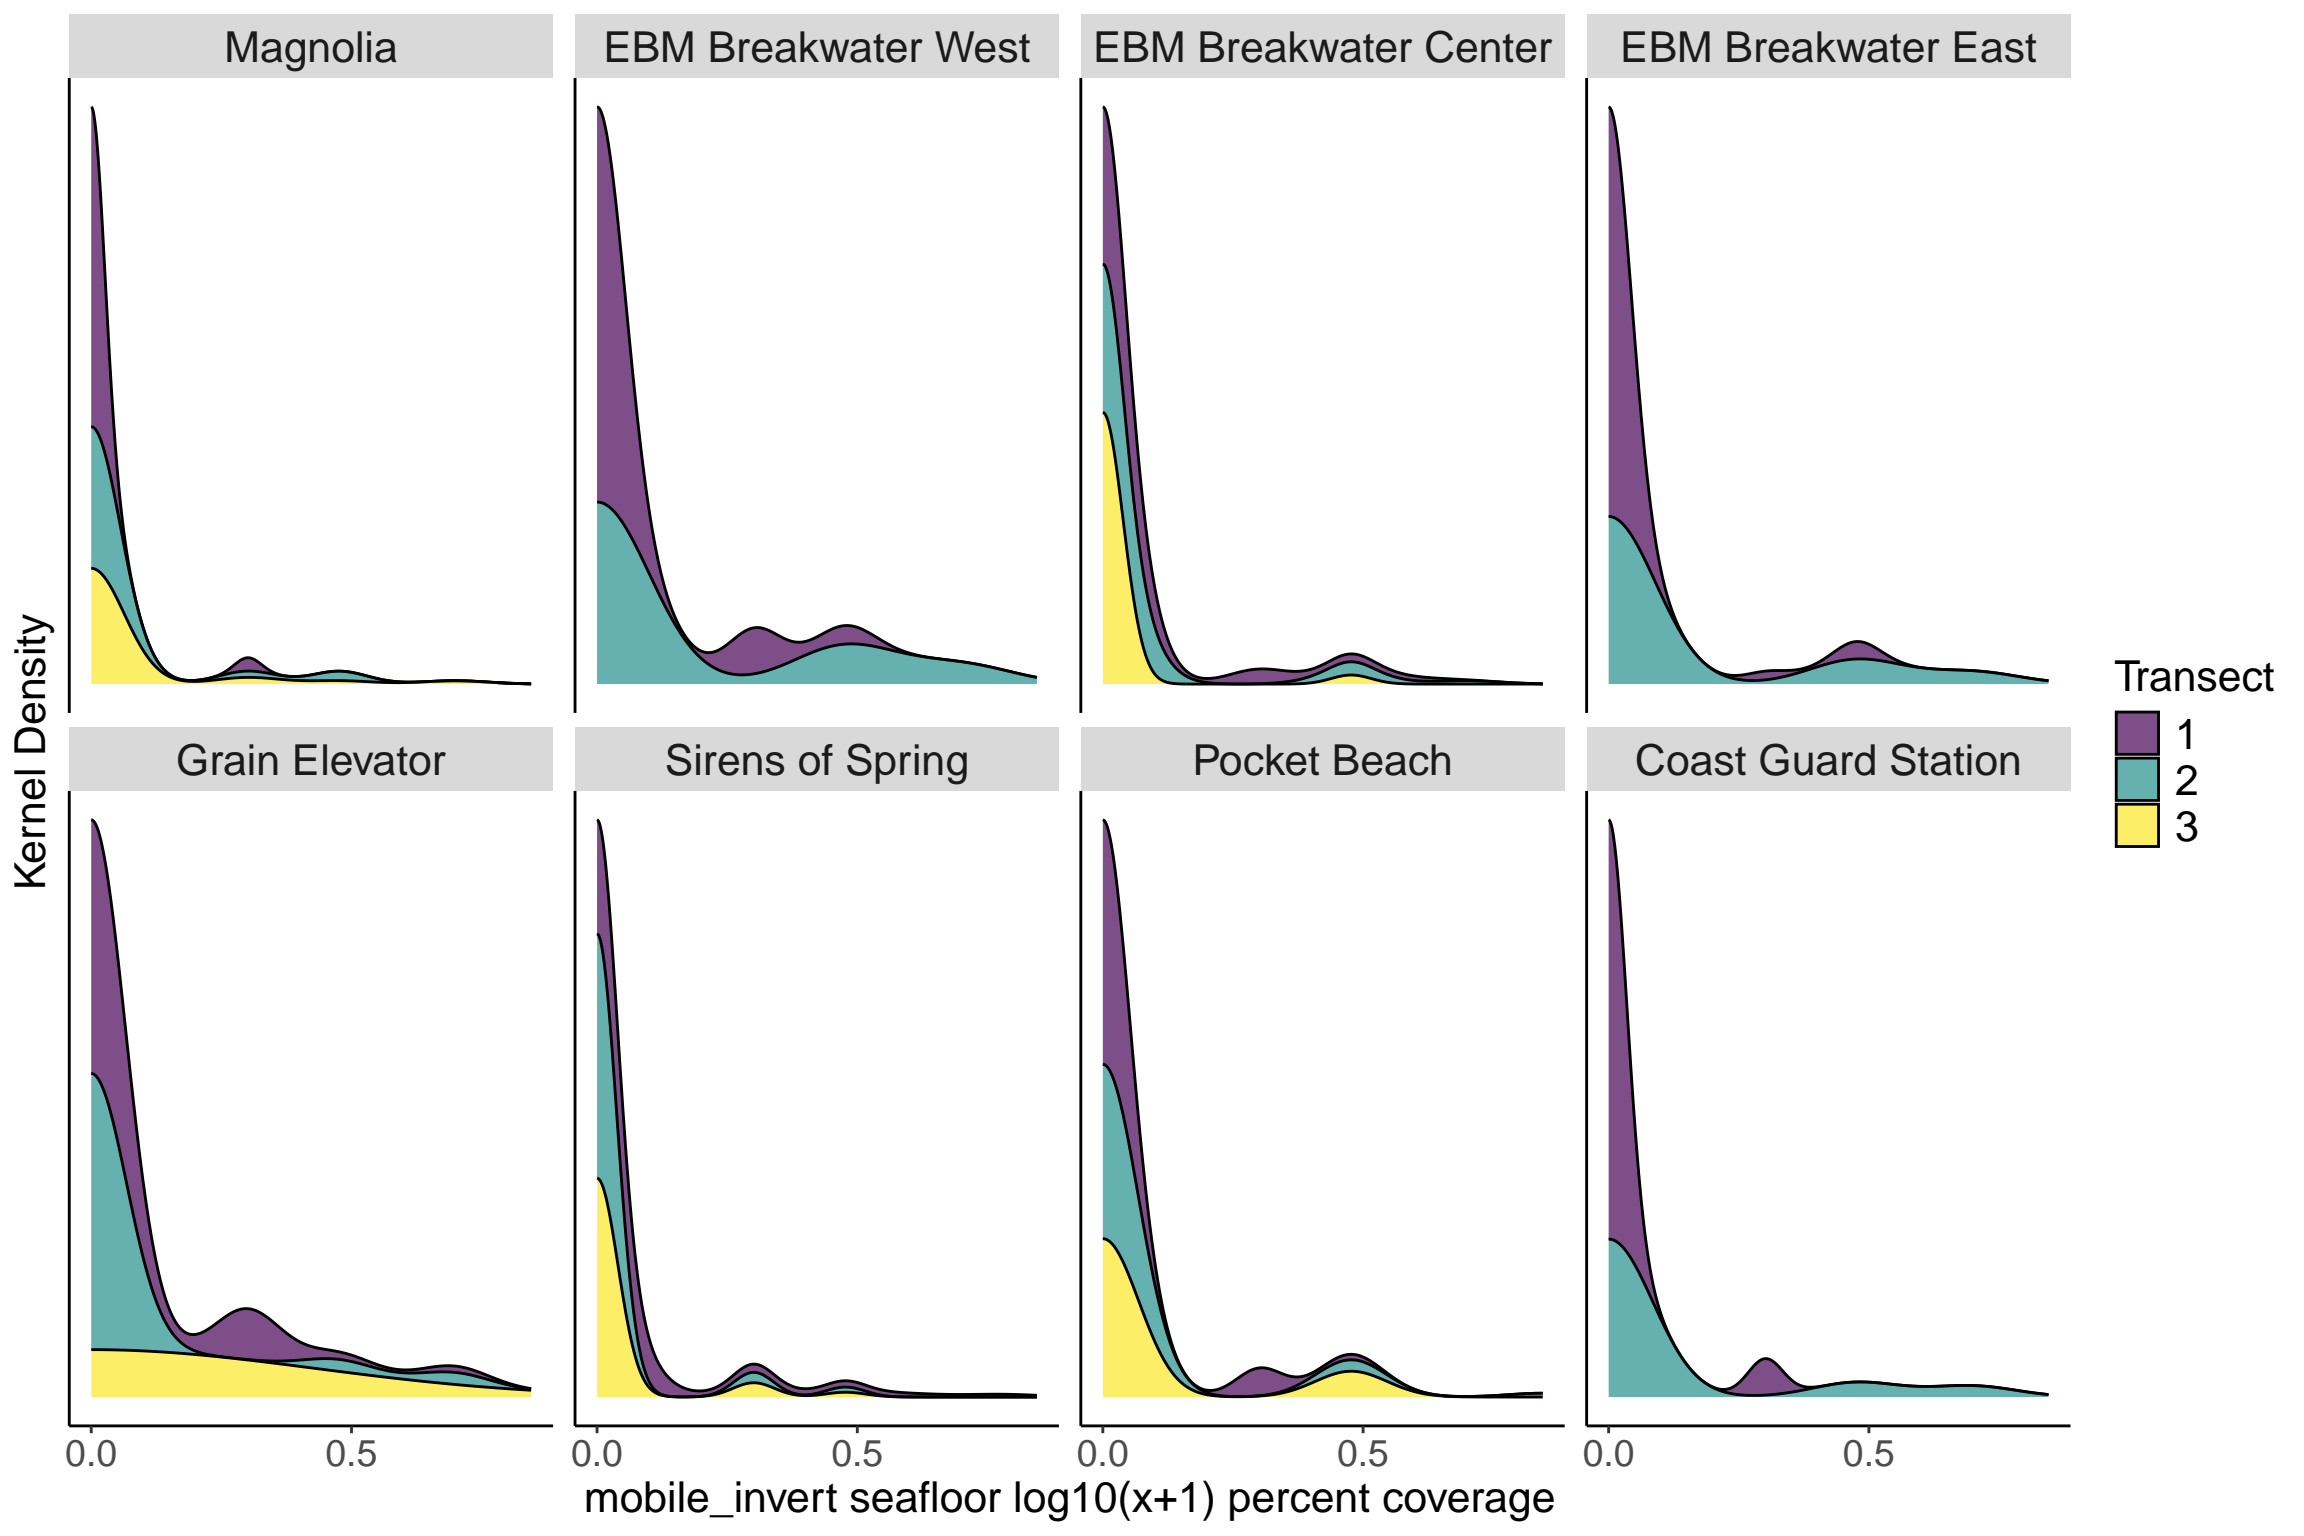 Magnolia
EBM Breakwater West
EBM Breakwater Center
EBM Breakwater East
Kernel Density
Grain Elevator
Sirens of Spring
Pocket Beach
Coast Guard Station
Transect
1
2
3
0.0 0.5 0.0 0.5 0.0 0.5 0.0 0.5
mobile_invert seafloor log10(x+1) percent coverage